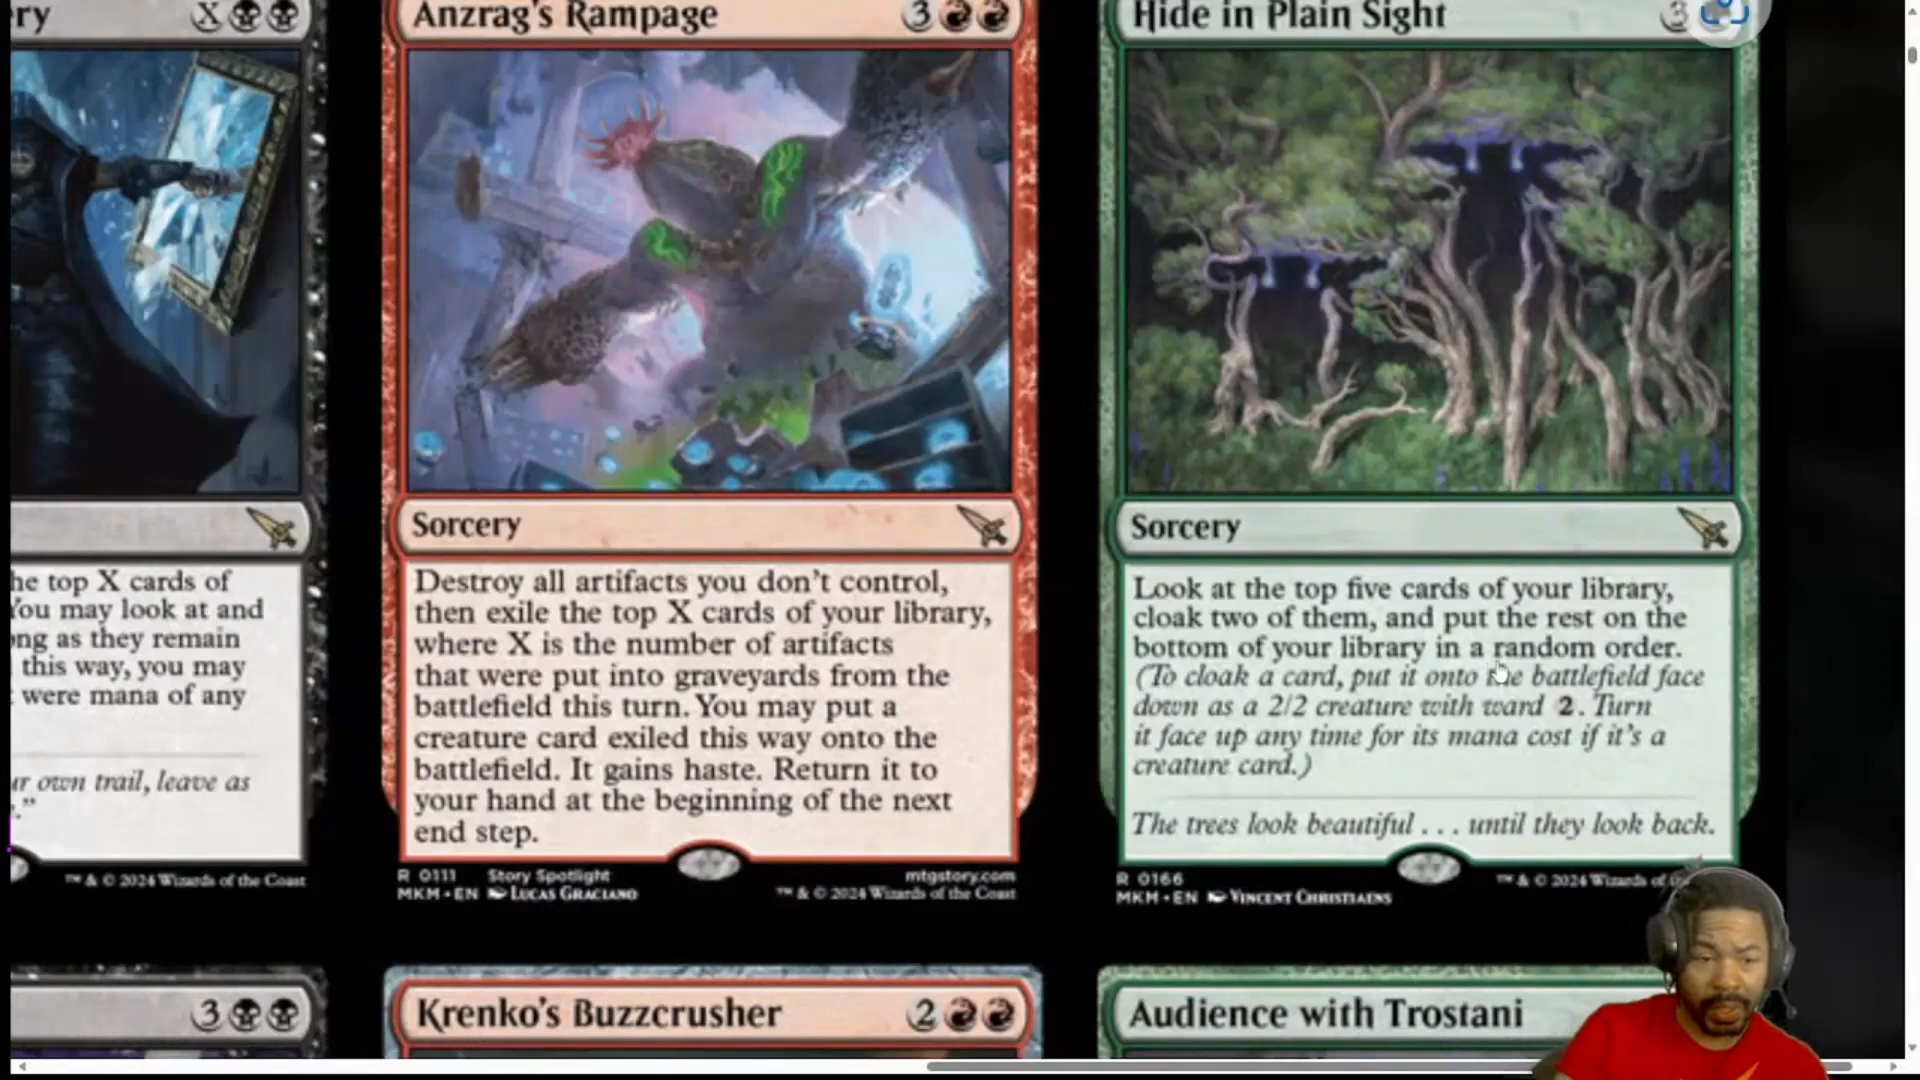 ry X
he top X cards of
You may look at and
ong as they remain
this way, you may
were mana of any
ur own trail, leave as
."
™ & © 2024 Wizards of the Coast
3
Anzrag's Rampage 3
Sorcery
Destroy all artifacts you don't control,
then exile the top X cards of your library,
where X is the number of artifacts
that were put into graveyards from the
battlefield this turn. You may put a
creature card exiled this way onto the
battlefield. It gains haste. Return it to
your hand at the beginning of the next
end step.
R 0111 Story Spotlight mtgstory.com
MKM • EN Lucas Graciano ™ & © 2024 Wizards of the Coast
Krenko's Buzzcrusher 2
Hide in Plain Sight 3
Sorcery
Look at the top five cards of your library,
cloak two of them, and put the rest on the
bottom of your library in a random order.
(To cloak a card, put it onto the battlefield face
down as a 2/2 creature with ward 2. Turn
it face up any time for its mana cost if it's a
creature card.)
The trees look beautiful . . . until they look back.
R 0166 ™ & © 2024 Wizards of
MKM • EN Vincent Christiaens
Audience with Trostani